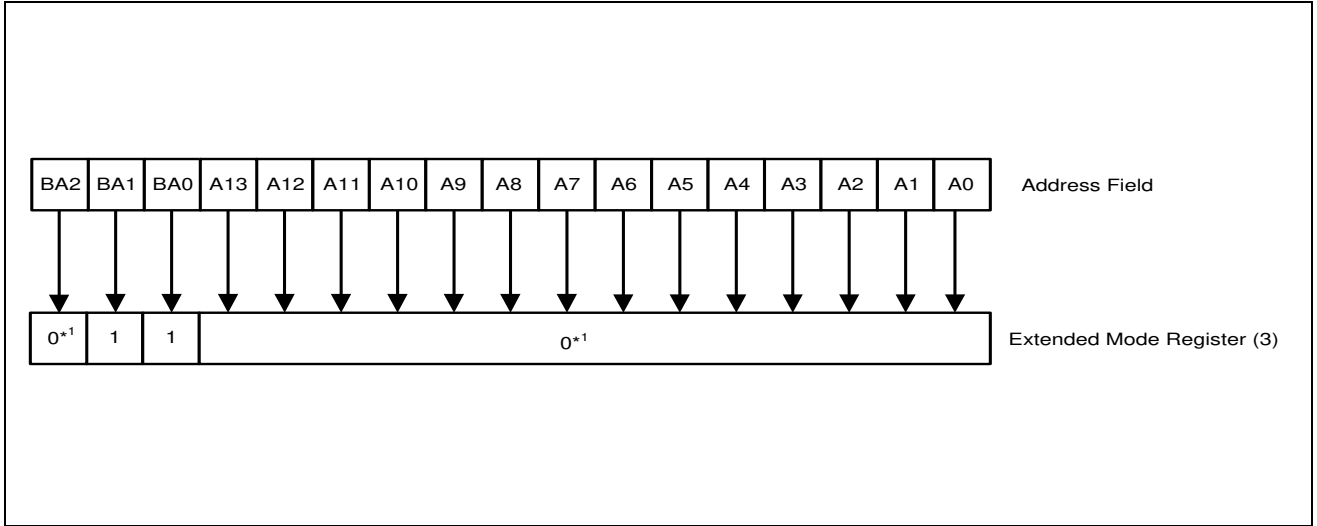 BA2 BA1 BA0 A13 A12 A11 A10 A9 A8 A7 A6 A5 A4 A3 A2 A1 A0 Address Field
0*1 1 1 0*1 Extended Mode Register (3)